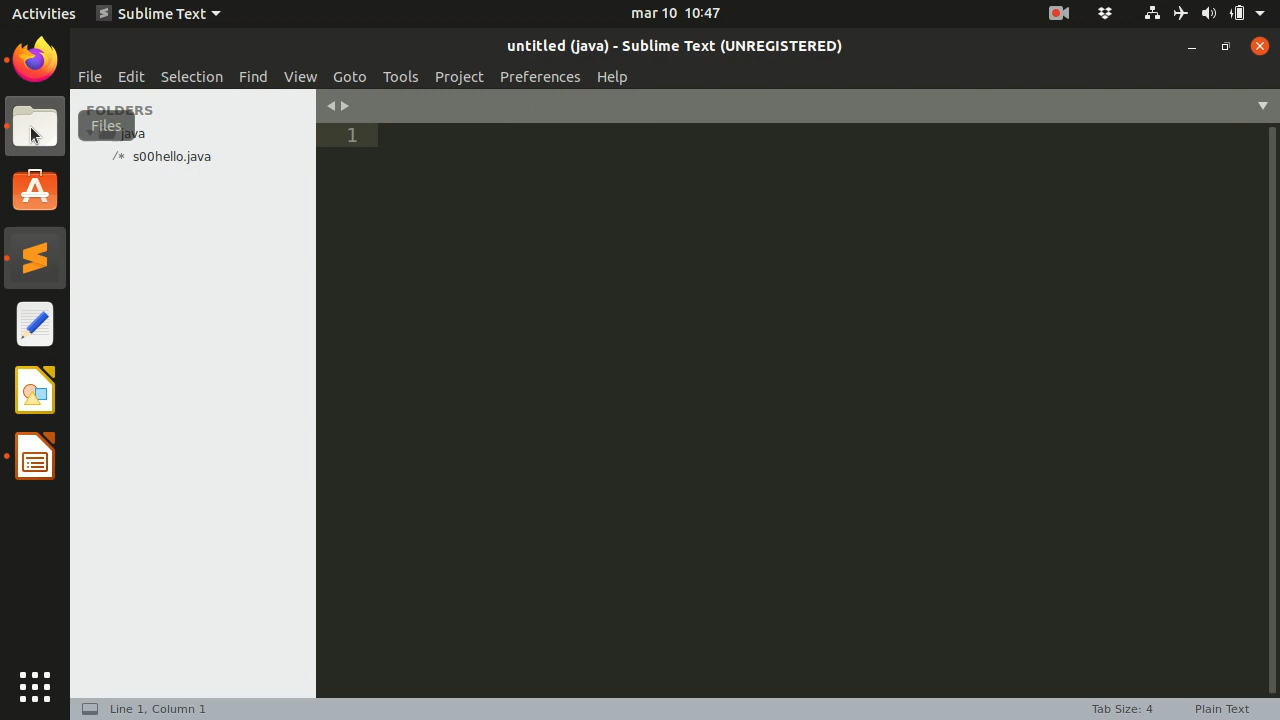 Activities Sublime Text mar 10 10:47
untitled (java) - Sublime Text (UNREGISTERED)
File Edit Selection Find View Goto Tools Project Preferences Help
FOLDERS
Files
java
/* s00hello.java
1
Line 1, Column 1 Tab Size: 4 Plain Text